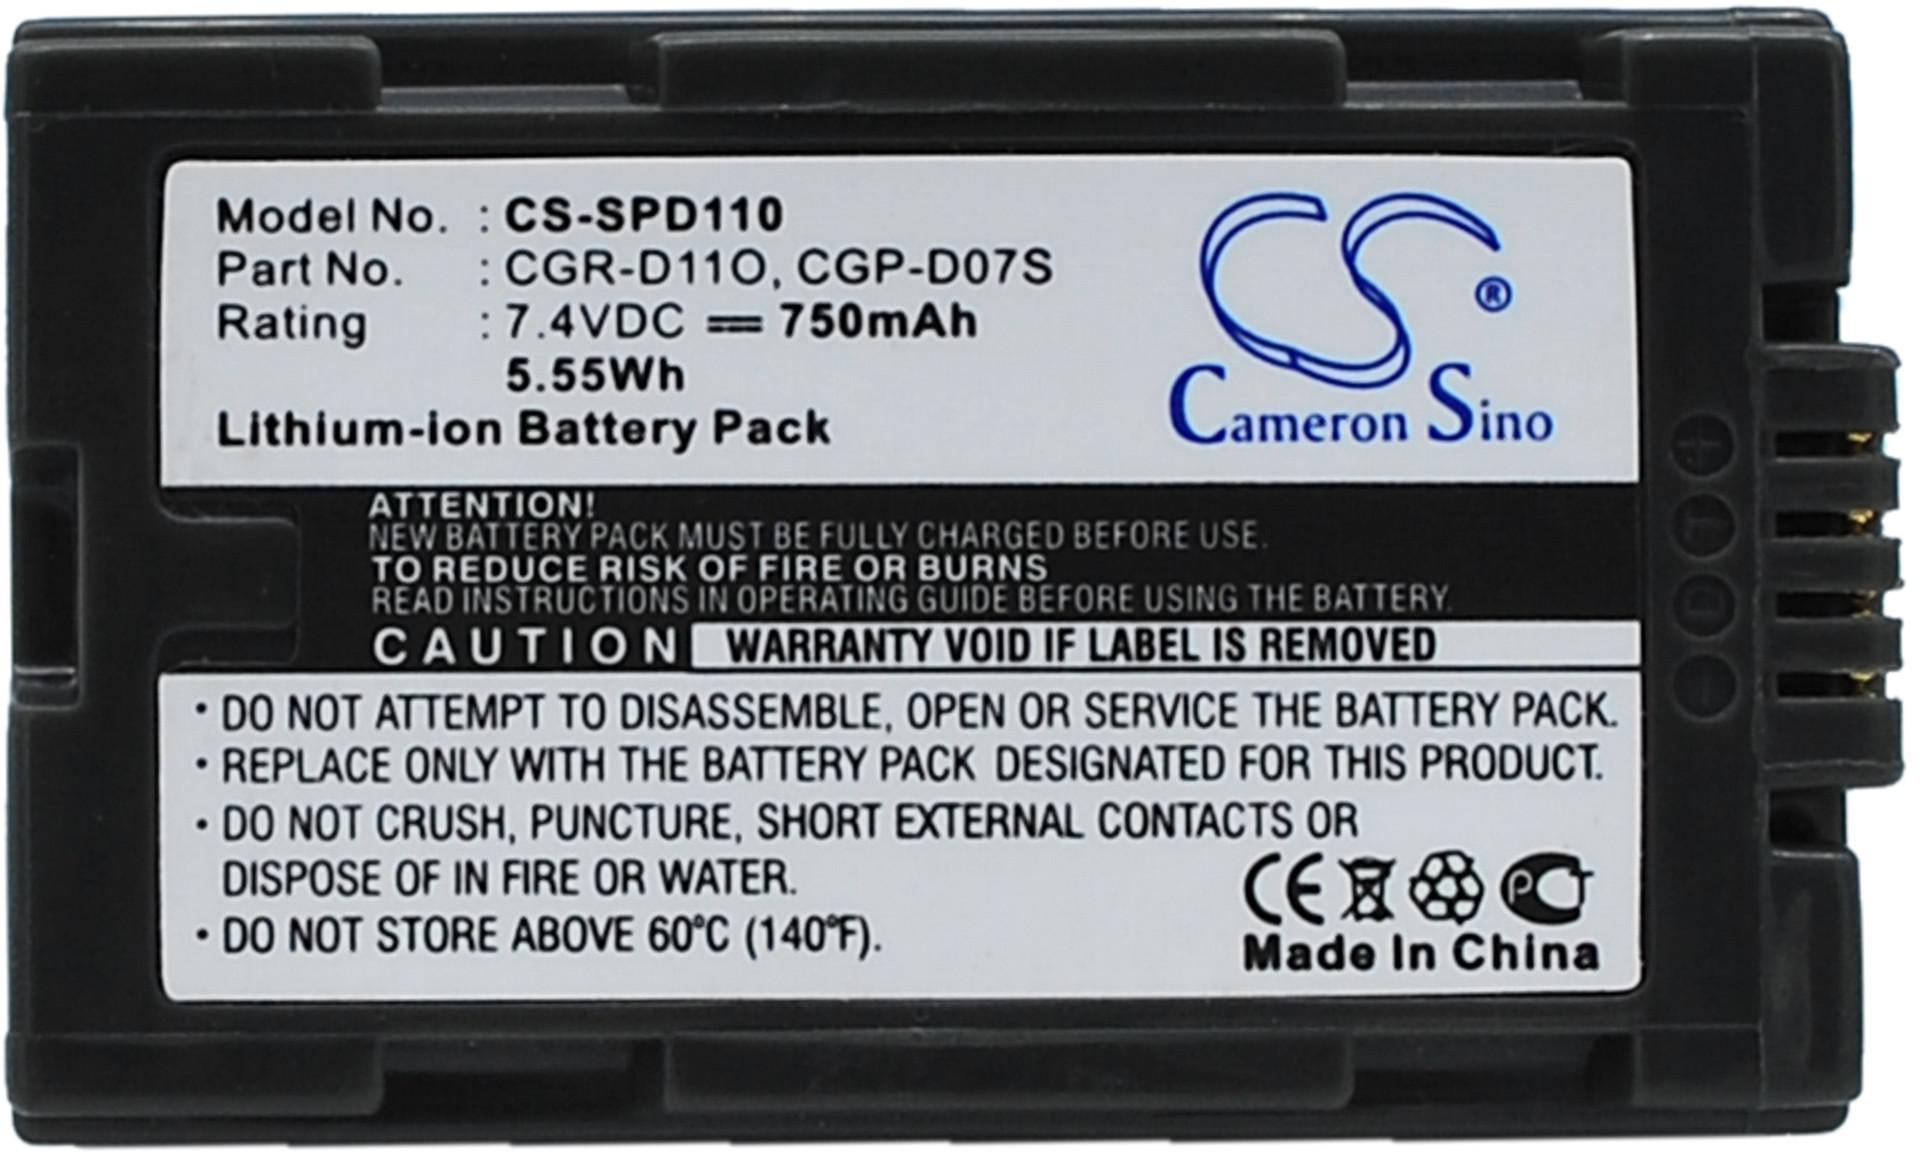 Model No. : CS-SPD110
Part No. : CGR-D11O, CGP-D07S
Rating : 7.4VDC ⎓ 750mAh
5.55Wh
Lithium-ion Battery Pack
CS ®
Cameron Sino
ATTENTION!
NEW BATTERY PACK MUST BE FULLY CHARGED BEFORE USE.
TO REDUCE RISK OF FIRE OR BURNS
READ INSTRUCTIONS IN OPERATING GUIDE BEFORE USING THE BATTERY.
CAUTION WARRANTY VOID IF LABEL IS REMOVED
• DO NOT ATTEMPT TO DISASSEMBLE, OPEN OR SERVICE THE BATTERY PACK.
• REPLACE ONLY WITH THE BATTERY PACK DESIGNATED FOR THIS PRODUCT.
• DO NOT CRUSH, PUNCTURE, SHORT EXTERNAL CONTACTS OR
DISPOSE OF IN FIRE OR WATER.
• DO NOT STORE ABOVE 60°C (140°F).
CE PCT
Made In China
+
T
D
−